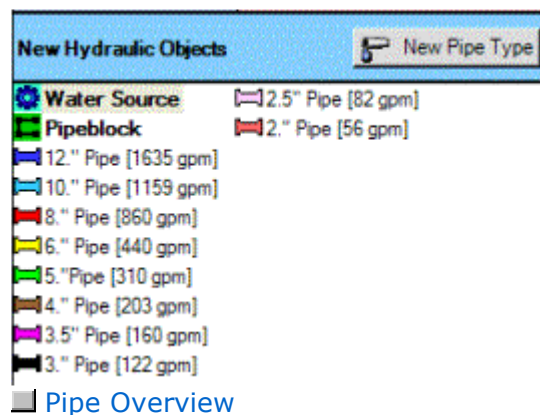 New Hydraulic Objects
New Pipe Type
Water Source
Pipeblock
12." Pipe [1635 gpm]
10." Pipe [1159 gpm]
8." Pipe [860 gpm]
6." Pipe [440 gpm]
5."Pipe [310 gpm]
4." Pipe [203 gpm]
3.5" Pipe [160 gpm]
3." Pipe [122 gpm]
2.5" Pipe [82 gpm]
2." Pipe [56 gpm]
Pipe Overview